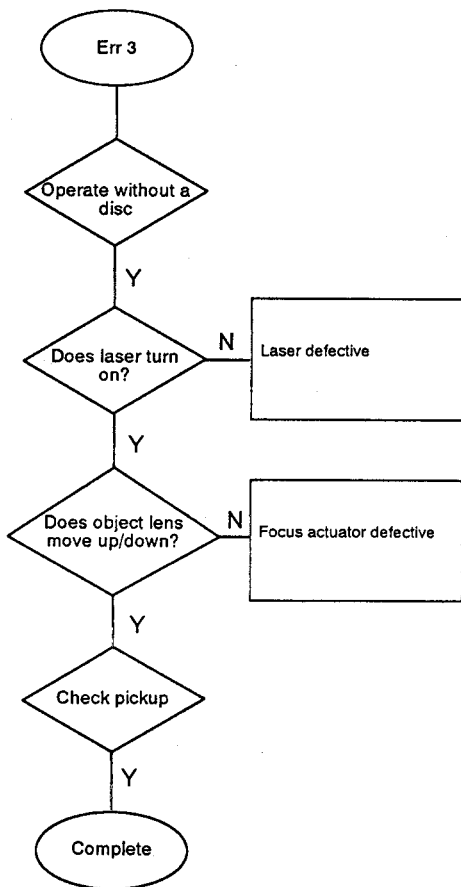 Err 3
Operate without a
disc
Y
Does laser turn
on?
N
Laser defective
Y
Does object lens
move up/down?
N
Focus actuator defective
Y
Check pickup
Y
Complete